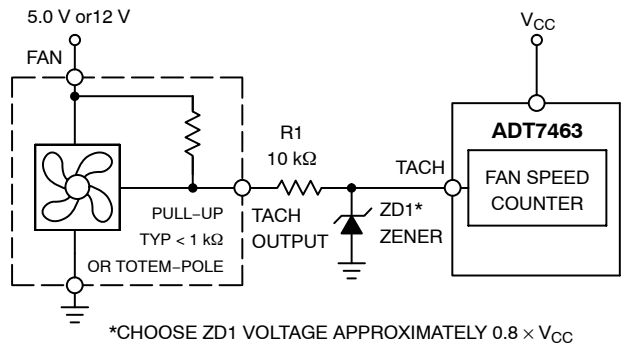 5.0 V or12 V
V_CC
FAN
ADT7463
R1
10 kΩ
TACH
FAN SPEED
COUNTER
PULL–UP
TYP < 1 kΩ
OR TOTEM–POLE
TACH
OUTPUT
ZD1*
ZENER
*CHOOSE ZD1 VOLTAGE APPROXIMATELY 0.8 × V_CC